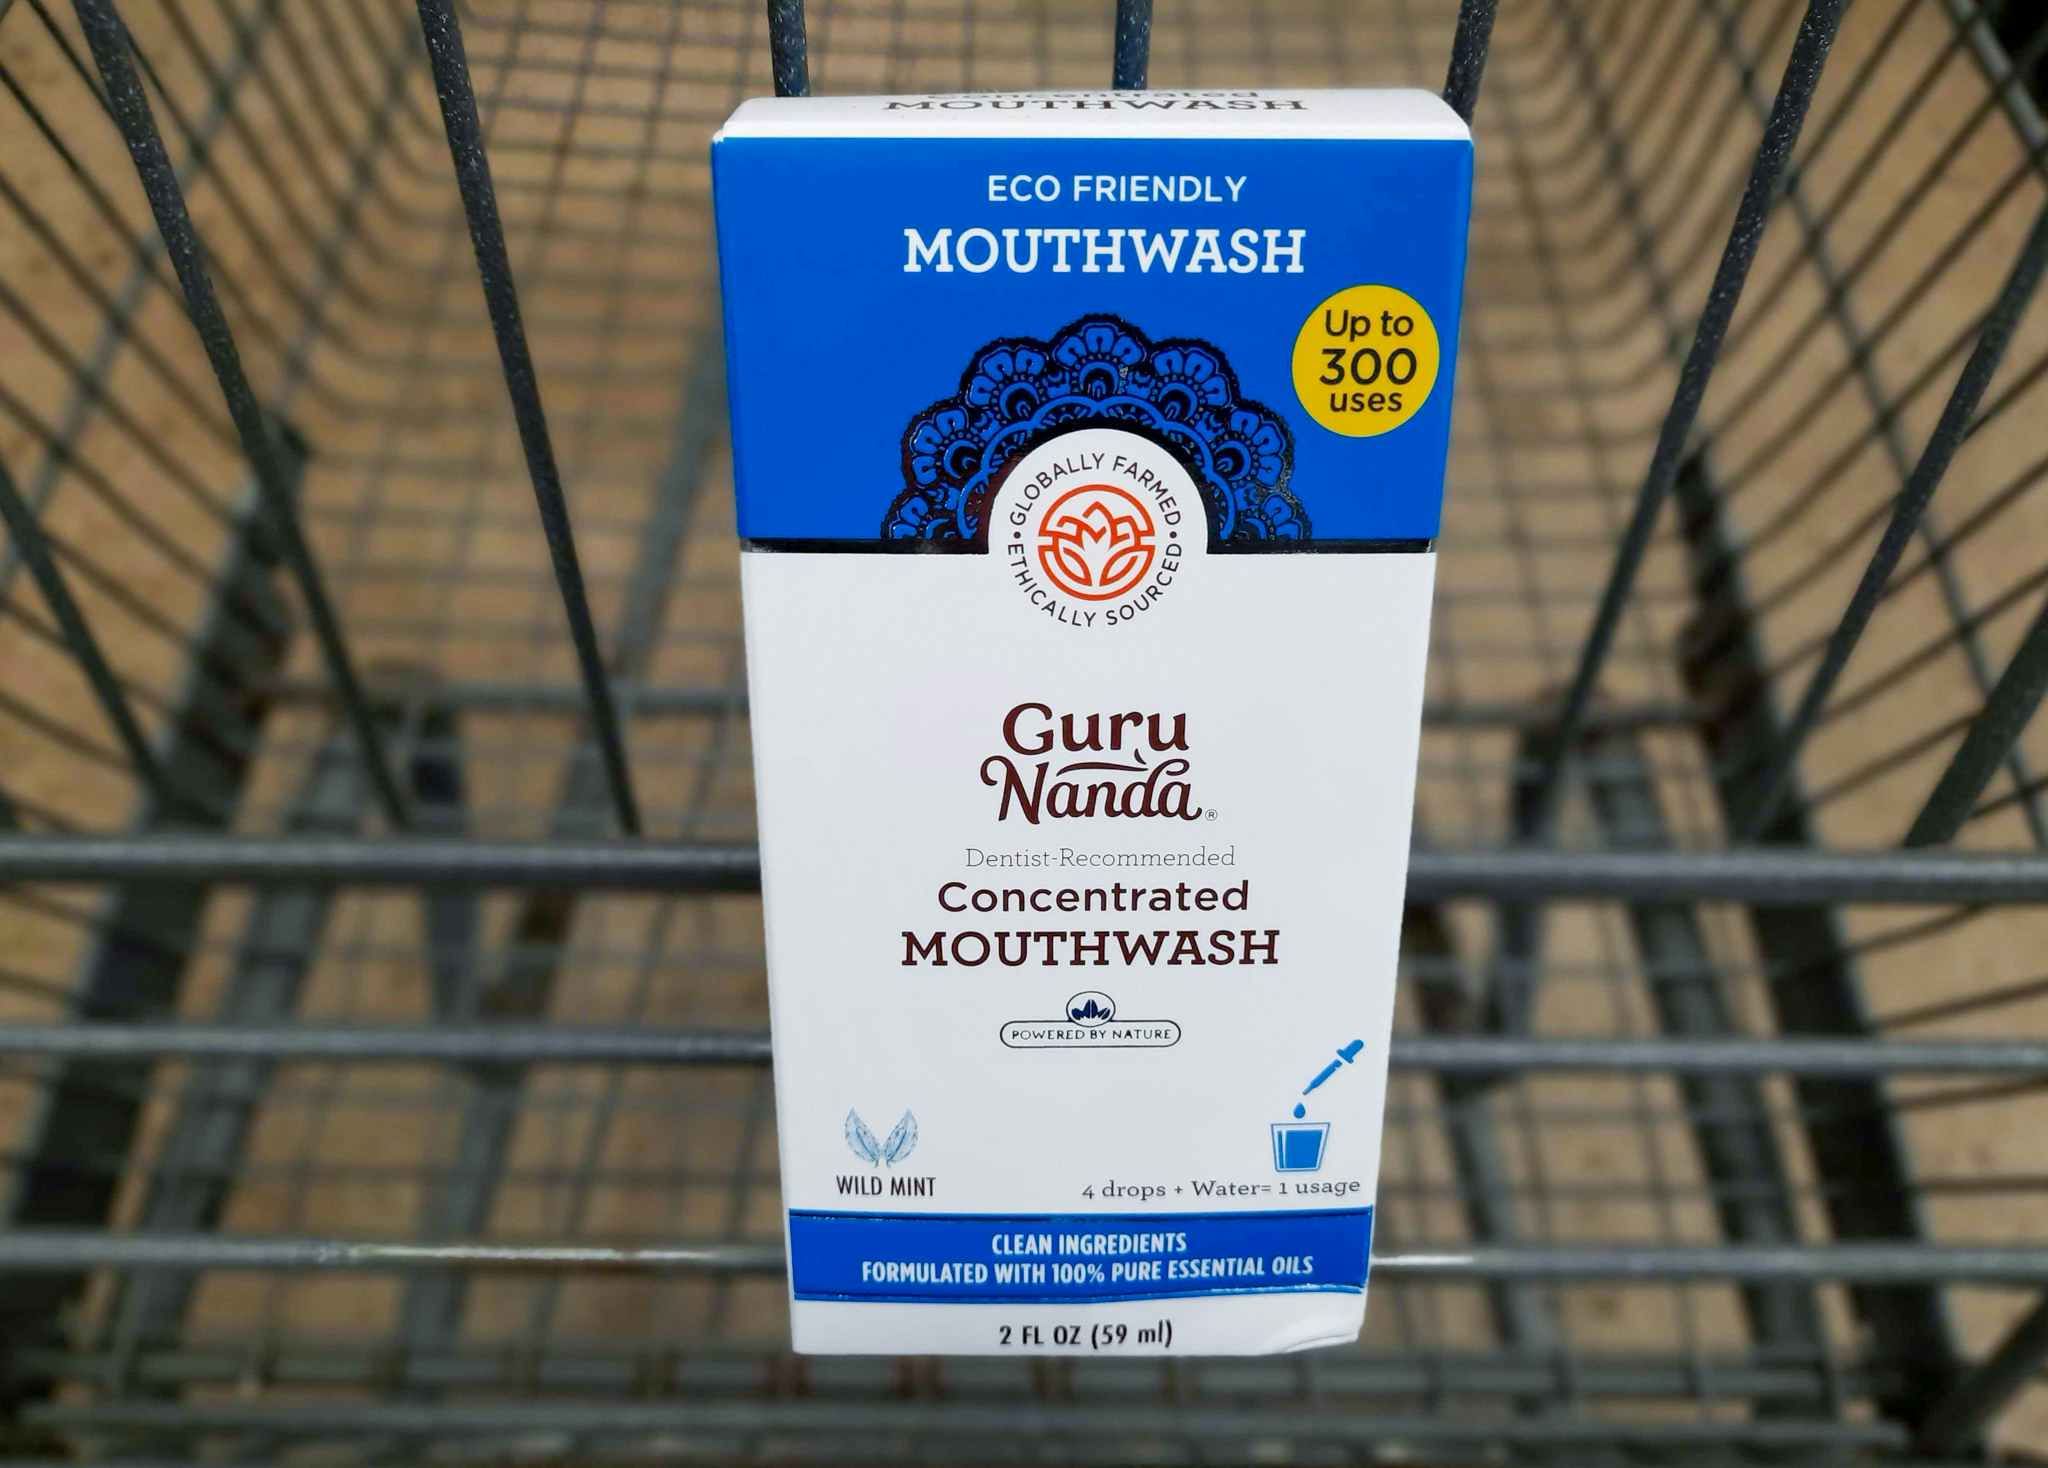 Concentrated
MOUTHWASH
ECO FRIENDLY
MOUTHWASH
Up to
300
uses
GLOBALLY FARMED
ETHICALLY SOURCED
Guru
Nanda®
Dentist-Recommended
Concentrated
MOUTHWASH
POWERED BY NATURE
WILD MINT
4 drops + Water= 1 usage
CLEAN INGREDIENTS
FORMULATED WITH 100% PURE ESSENTIAL OILS
2 FL OZ (59 ml)